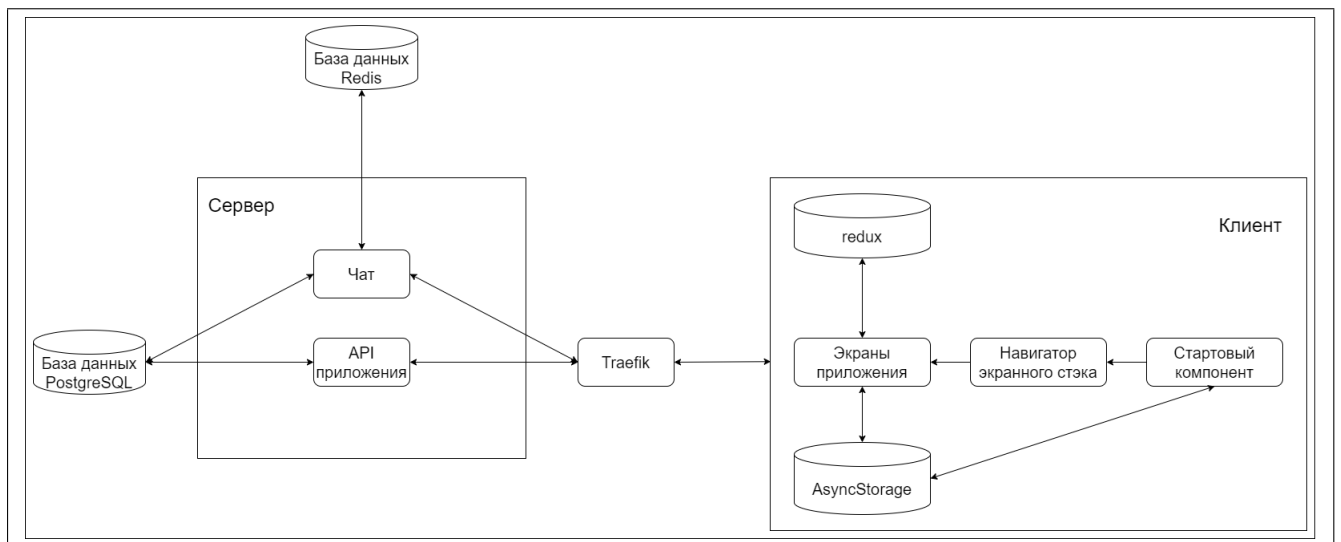 База данных
Redis
Сервер
Чат
База данных
PostgreSQL
API
приложения
Traefik
Клиент
redux
Экраны
приложения
Навигатор
экранного стэка
Стартовый
компонент
AsyncStorage